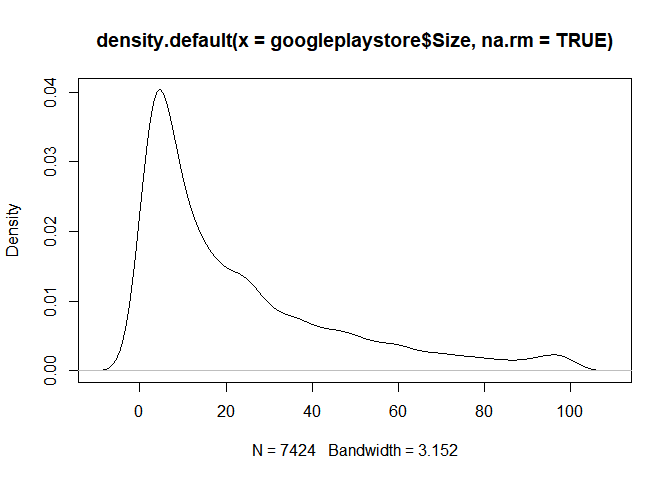 density.default(x = googleplaystore$Size, na.rm = TRUE)
Density
0.04
0.03
0.02
0.01
0.00
0 20 40 60 80 100
N = 7424 Bandwidth = 3.152